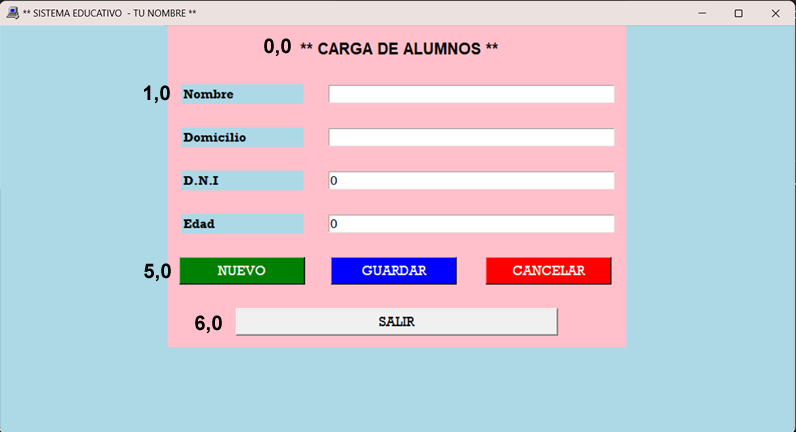 ** SISTEMA EDUCATIVO - TU NOMBRE **
0,0 ** CARGA DE ALUMNOS **
1,0 Nombre
Domicilio
D.N.I 0
Edad 0
5,0 NUEVO GUARDAR CANCELAR
6,0 SALIR